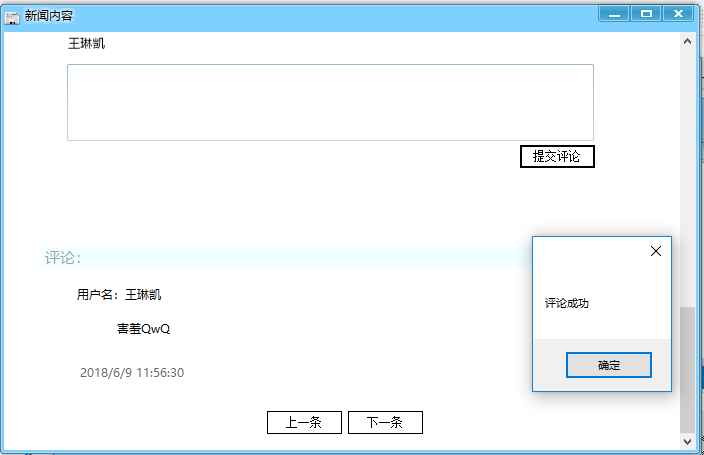 新闻内容
王琳凯
提交评论
评论：
用户名：王琳凯
害羞QwQ
2018/6/9 11:56:30
上一条 下一条
评论成功
确定